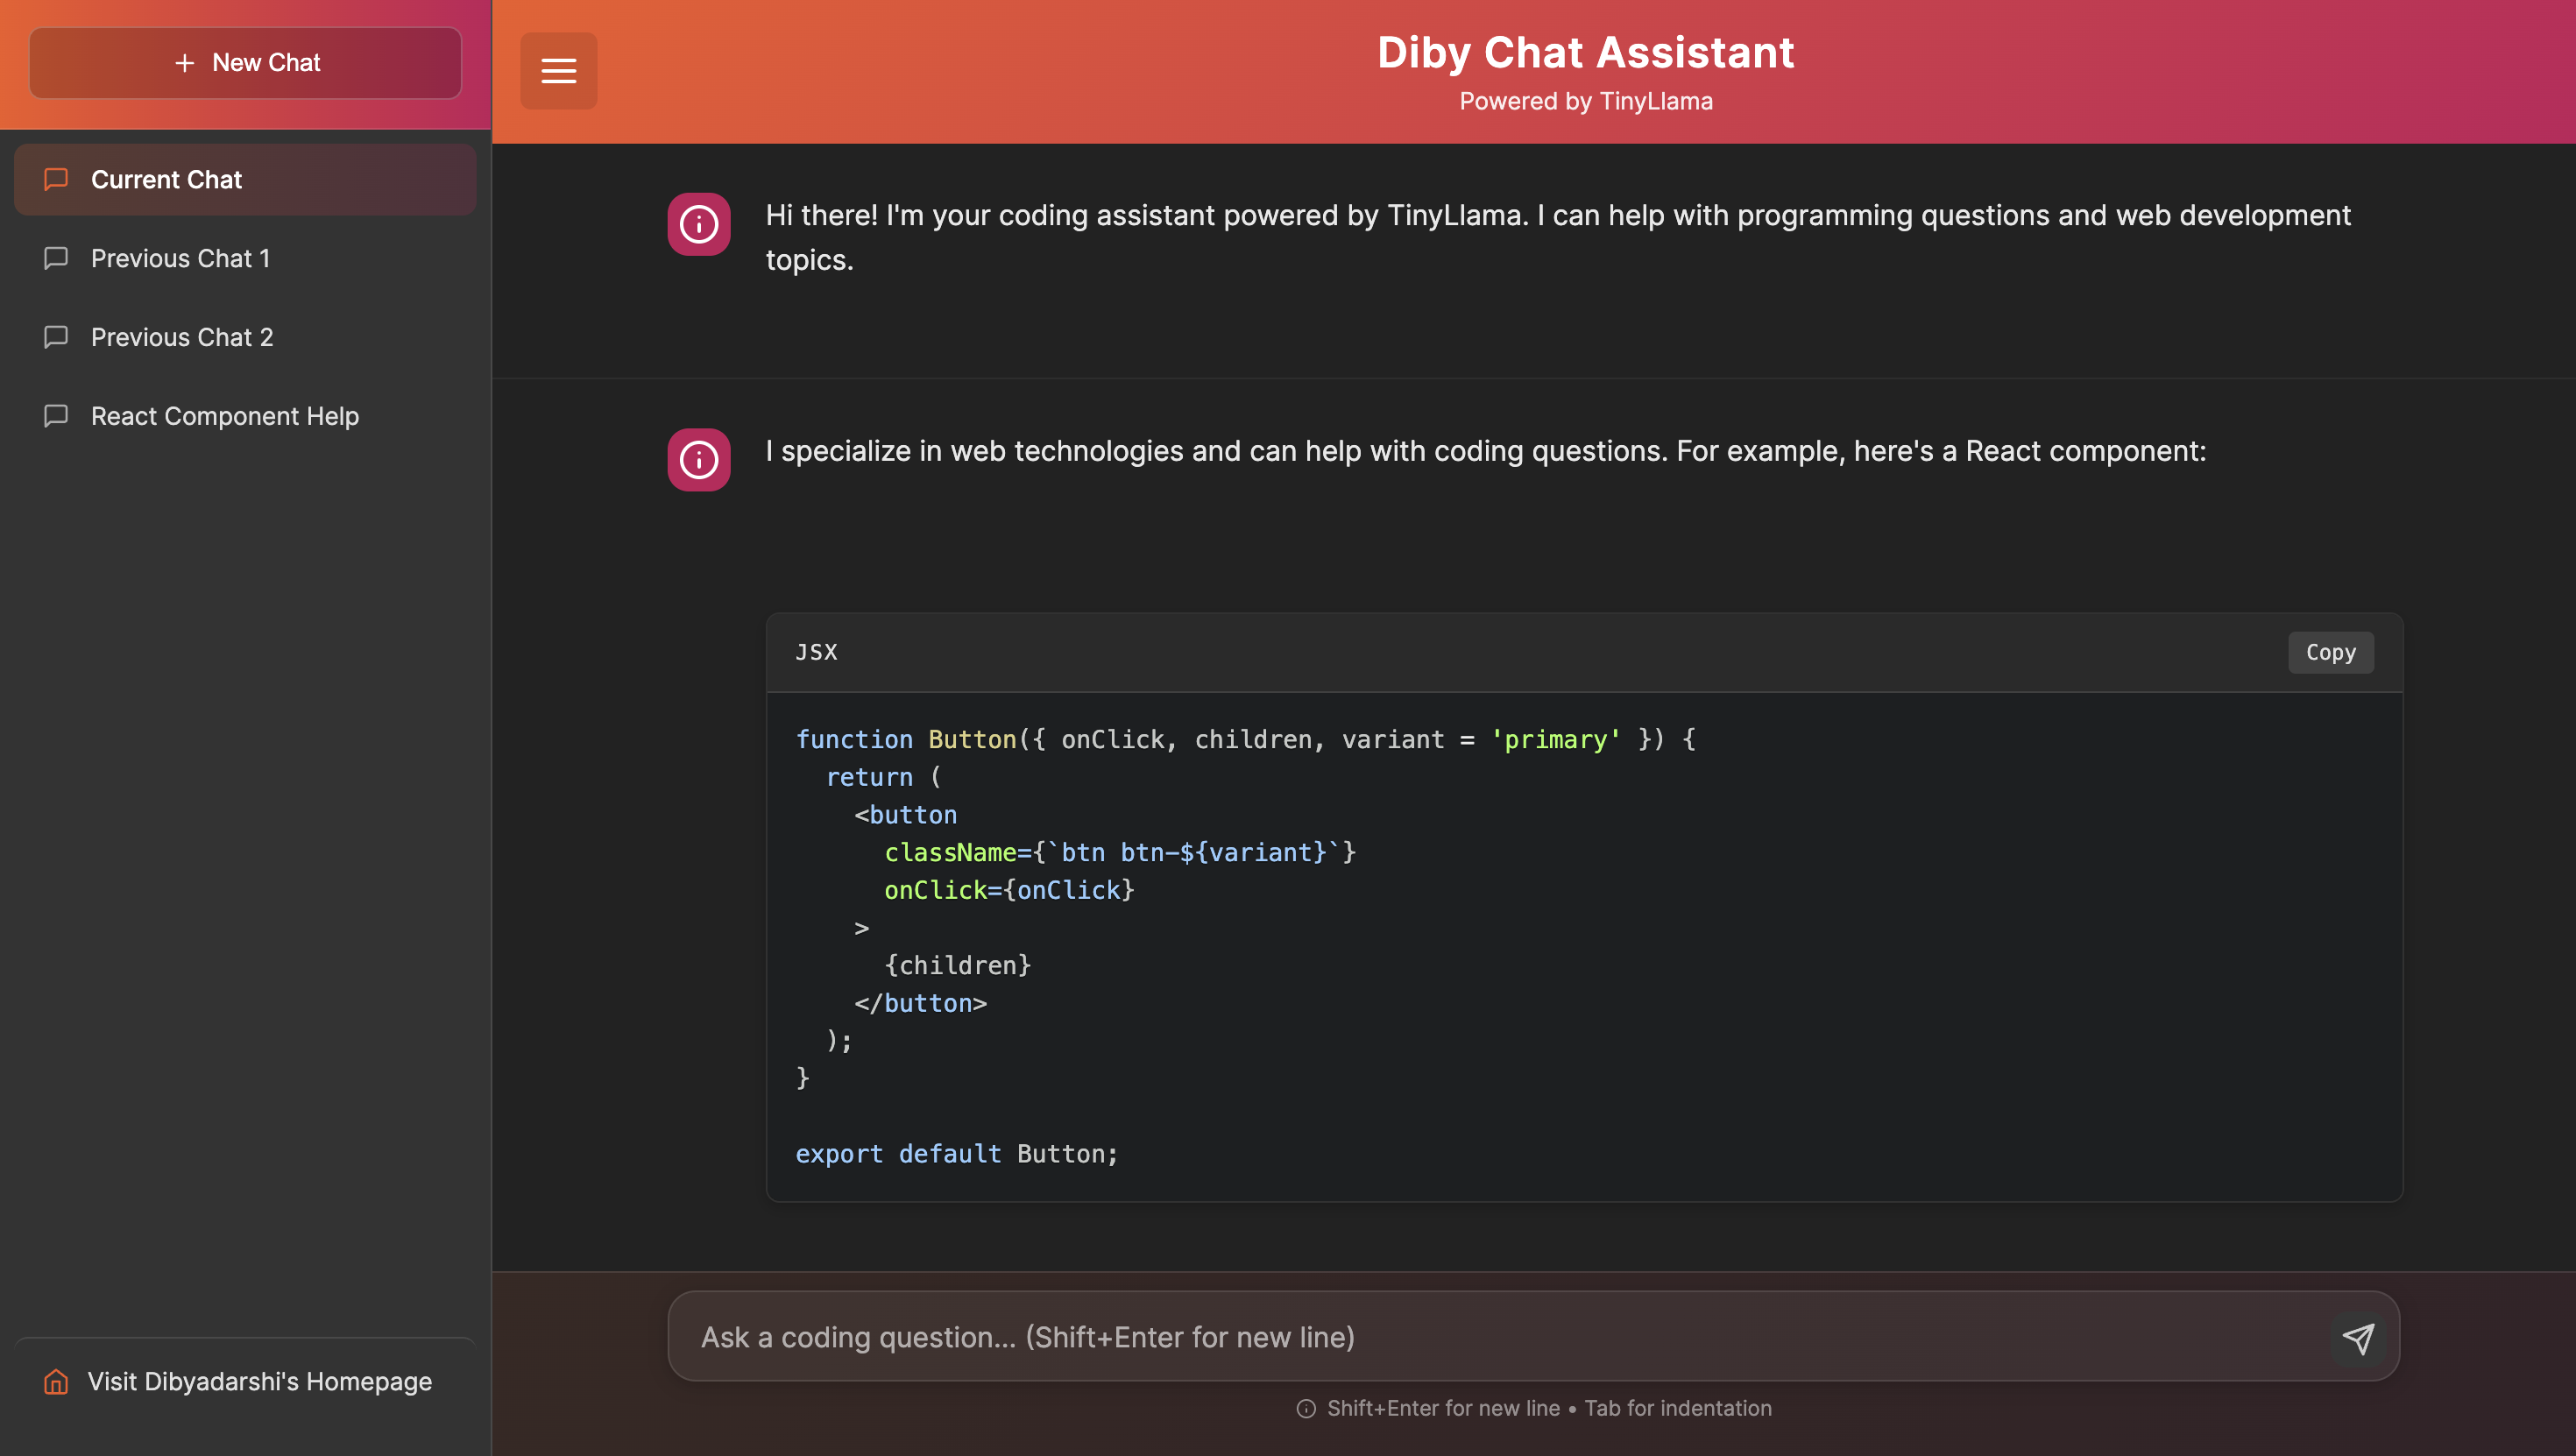 New Chat
Current Chat
Previous Chat 1
Previous Chat 2
React Component Help
Visit Dibyadarshi's Homepage
Diby Chat Assistant
Powered by TinyLlama
Hi there! I'm your coding assistant powered by TinyLlama. I can help with programming questions and web development
topics.
I specialize in web technologies and can help with coding questions. For example, here's a React component:
JSX
Copy
function Button({ onClick, children, variant = 'primary' }) {
  return (
    <button
      className={`btn btn-${variant}`}
      onClick={onClick}
    >
      {children}
    </button>
  );
}
export default Button;
Ask a coding question... (Shift+Enter for new line)
Shift+Enter for new line • Tab for indentation